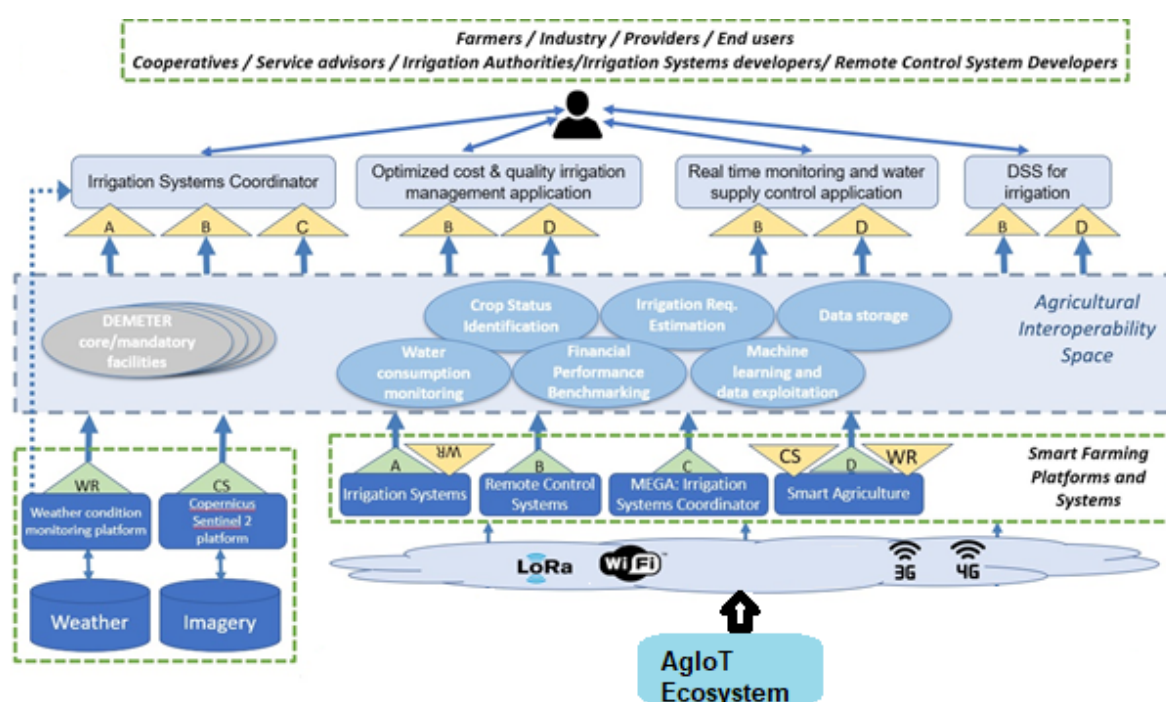 Farmers / Industry / Providers / End users
Cooperatives / Service advisors / Irrigation Authorities/Irrigation Systems developers/ Remote Control System Developers
Irrigation Systems Coordinator
Optimized cost & quality irrigation
management application
Real time monitoring and water
supply control application
DSS for
irrigation
A
B
C
B
D
B
D
B
D
DEMETER
core/mandatory
facilities
Crop Status
Identification
Irrigation Req.
Estimation
Data storage
Agricultural
Interoperability
Space
Water
consumption
monitoring
Financial
Performance
Benchmarking
Machine
learning and
data exploitation
WR
CS
A
WR
B
C
CS
D
WR
Smart Farming
Platforms and
Systems
Weather condition
monitoring platform
Copernicus
Sentinel 2
platform
Irrigation Systems
Remote Control
Systems
MEGA: Irrigation
Systems Coordinator
Smart Agriculture
Weather
Imagery
LoRa
WiFi
3G
4G
AgIoT
Ecosystem